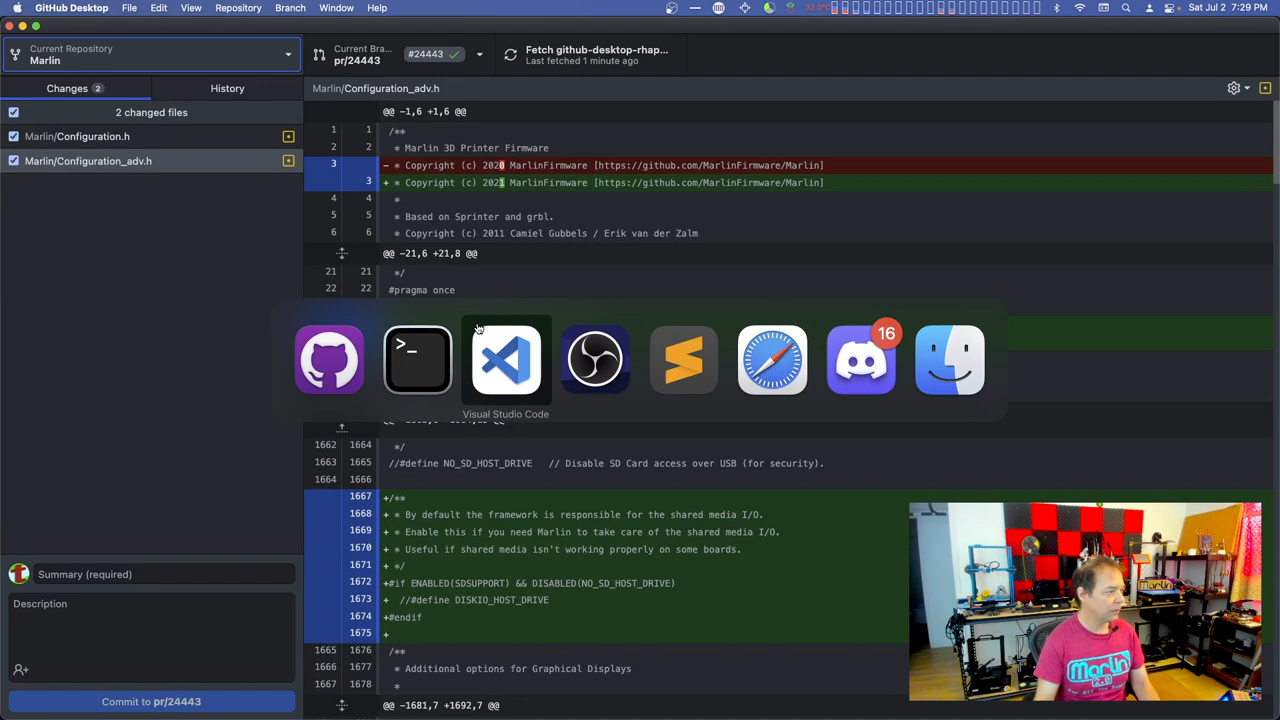 GitHub Desktop File Edit View Repository Branch Window Help 32.0°C Sat Jul 2 7:29 PM
Current Repository
Marlin
Current Bra...
pr/24443
#24443
Fetch github-desktop-rhap...
Last fetched 1 minute ago
Changes 2
History
Marlin/Configuration_adv.h
2 changed files
Marlin/Configuration.h
Marlin/Configuration_adv.h
@@ -1,6 +1,6 @@
1 1 /**
2 2 * Marlin 3D Printer Firmware
3 - * Copyright (c) 2020 MarlinFirmware [https://github.com/MarlinFirmware/Marlin]
3 + * Copyright (c) 2021 MarlinFirmware [https://github.com/MarlinFirmware/Marlin]
4 4 *
5 5 * Based on Sprinter and grbl.
6 6 * Copyright (c) 2011 Camiel Gubbels / Erik van der Zalm
@@ -21,6 +21,8 @@
21 21 */
22 22 #pragma once
>_
16
Visual Studio Code
1662 1664 */
1663 1665 //#define NO_SD_HOST_DRIVE // Disable SD Card access over USB (for security).
1664 1666
1667 +/**
1668 + * By default the framework is responsible for the shared media I/O.
1669 + * Enable this if you need Marlin to take care of the shared media I/O.
1670 + * Useful if shared media isn't working properly on some boards.
1671 + */
1672 +#if ENABLED(SDSUPPORT) && DISABLED(NO_SD_HOST_DRIVE)
1673 + //#define DISKIO_HOST_DRIVE
1674 +#endif
1675 +
1665 1676 /**
1666 1677 * Additional options for Graphical Displays
1667 1678 *
@@ -1681,7 +1692,7 @@
Summary (required)
Description
Commit to pr/24443
Marlin